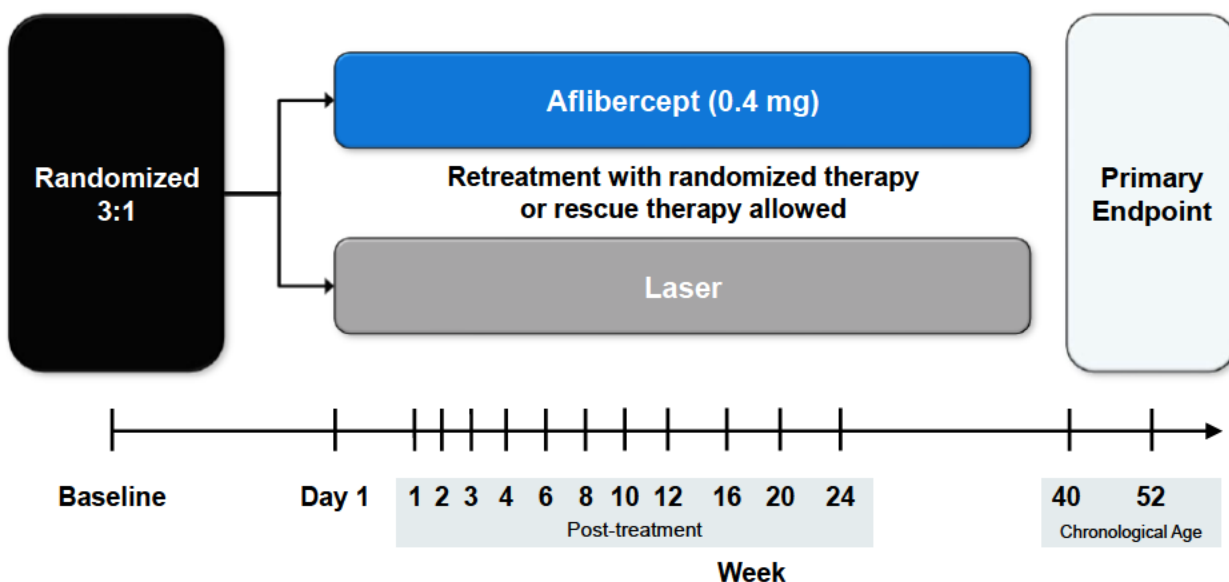 Randomized
3:1
Aflibercept (0.4 mg)
Retreatment with randomized therapy
or rescue therapy allowed
Laser
Primary
Endpoint
Baseline
Day 1
1 2 3 4 6 8 10 12 16 20 24
Post-treatment
40 52
Chronological Age
Week